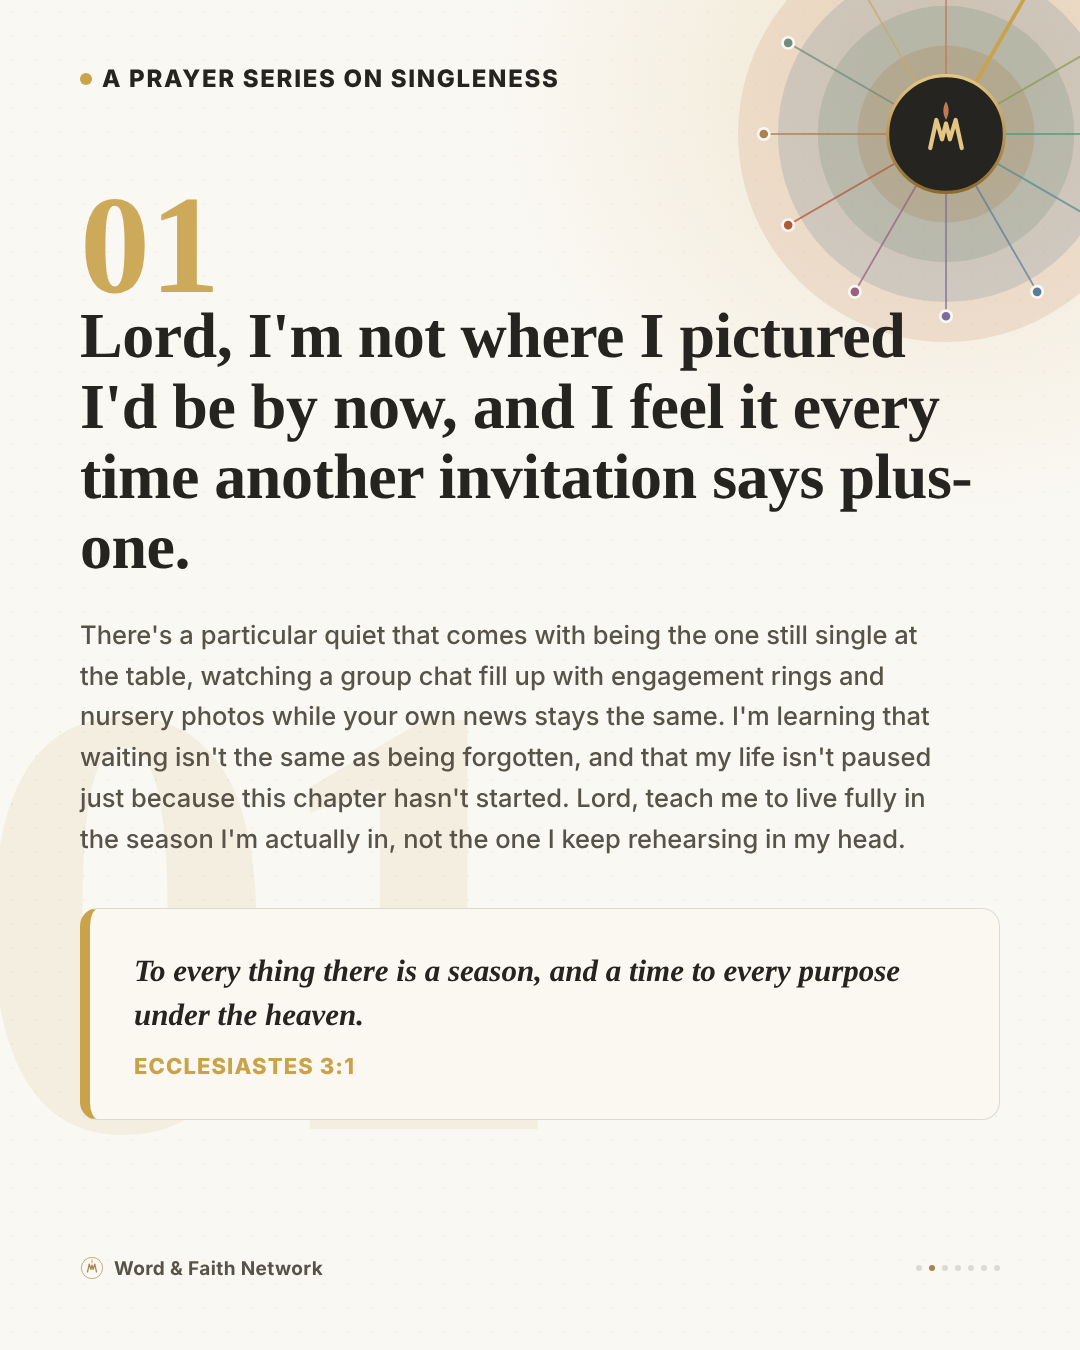 A PRAYER SERIES ON SINGLENESS
01
Lord, I'm not where I pictured
I'd be by now, and I feel it every
time another invitation says plus-
one.
There's a particular quiet that comes with being the one still single at
the table, watching a group chat fill up with engagement rings and
nursery photos while your own news stays the same. I'm learning that
waiting isn't the same as being forgotten, and that my life isn't paused
just because this chapter hasn't started. Lord, teach me to live fully in
the season I'm actually in, not the one I keep rehearsing in my head.
01
To every thing there is a season, and a time to every purpose
under the heaven.
ECCLESIASTES 3:1
Word & Faith Network